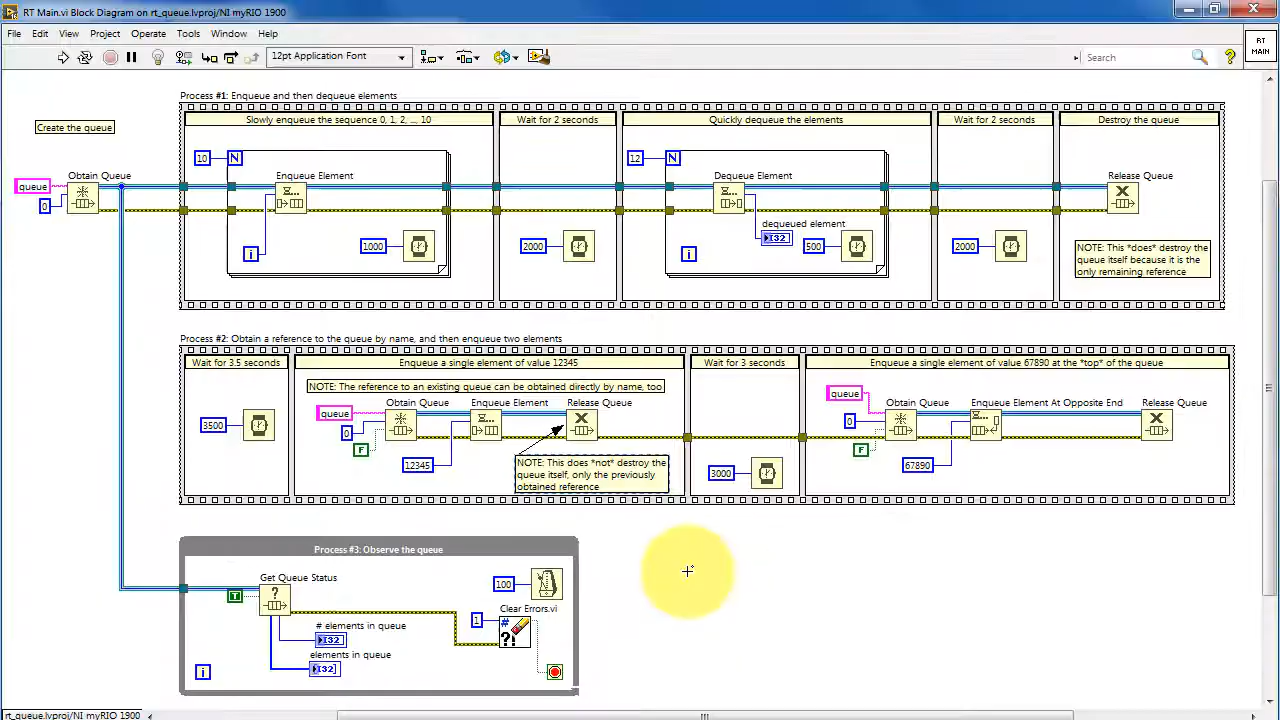 RT Main.vi Block Diagram on rt_queue.lvproj/NI myRIO 1900
File Edit View Project Operate Tools Window Help
12pt Application Font
Search
RT
MAIN
Process #1: Enqueue and then dequeue elements
Create the queue
Slowly enqueue the sequence 0, 1, 2, ..., 10
Wait for 2 seconds
Quickly dequeue the elements
Wait for 2 seconds
Destroy the queue
10
N
12
N
Obtain Queue
Enqueue Element
Dequeue Element
Release Queue
queue
0
dequeued element
I32
i
1000
2000
i
500
2000
NOTE: This *does* destroy the
queue itself because it is the
only remaining reference
Process #2: Obtain a reference to the queue by name, and then enqueue two elements
Wait for 3.5 seconds
Enqueue a single element of value 12345
Wait for 3 seconds
Enqueue a single element of value 67890 at the *top* of the queue
NOTE: The reference to an existing queue can be obtained directly by name, too
Obtain Queue
Enqueue Element
Release Queue
queue
0
F
3500
12345
NOTE: This does *not* destroy the
queue itself, only the previously
obtained reference
3000
queue
Obtain Queue
Enqueue Element At Opposite End
Release Queue
0
F
67890
Process #3: Observe the queue
Get Queue Status
T
100
Clear Errors.vi
1
# elements in queue
I32
elements in queue
I32
i
rt_queue.lvproj/NI myRIO 1900